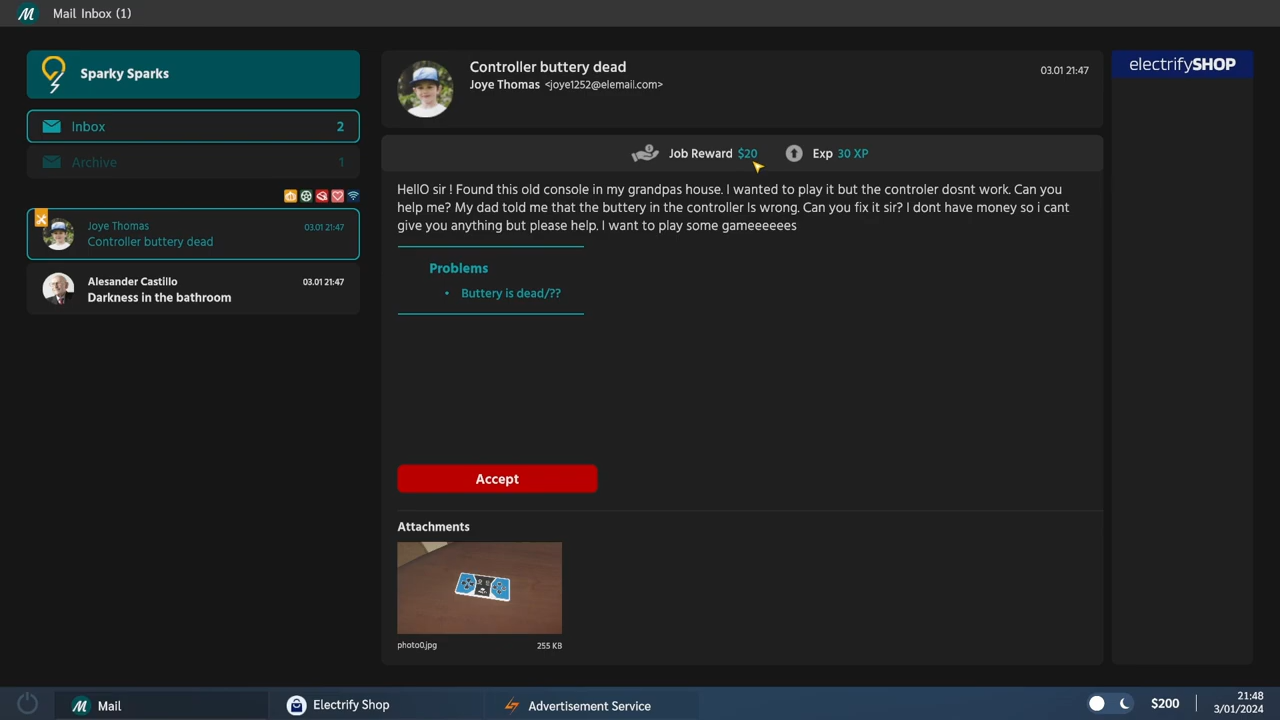 Mail Inbox (1)
Sparky Sparks
Inbox 2
Archive 1
Joye Thomas 03.01 21:47
Controller buttery dead
Alesander Castillo 03.01 21:47
Darkness in the bathroom
Controller buttery dead
Joye Thomas <joye1252@elemail.com>
03.01 21:47
Job Reward $20 Exp 30 XP
HellO sir ! Found this old console in my grandpas house. I wanted to play it but the controler dosnt work. Can you
help me? My dad told me that the buttery in the controller Is wrong. Can you fix it sir? I dont have money so i cant
give you anything but please help. I want to play some gameeeeees
Problems
• Buttery is dead/??
Accept
Attachments
photo0.jpg 255 KB
electrifySHOP
Mail
Electrify Shop
Advertisement Service
$200
21:48
3/01/2024